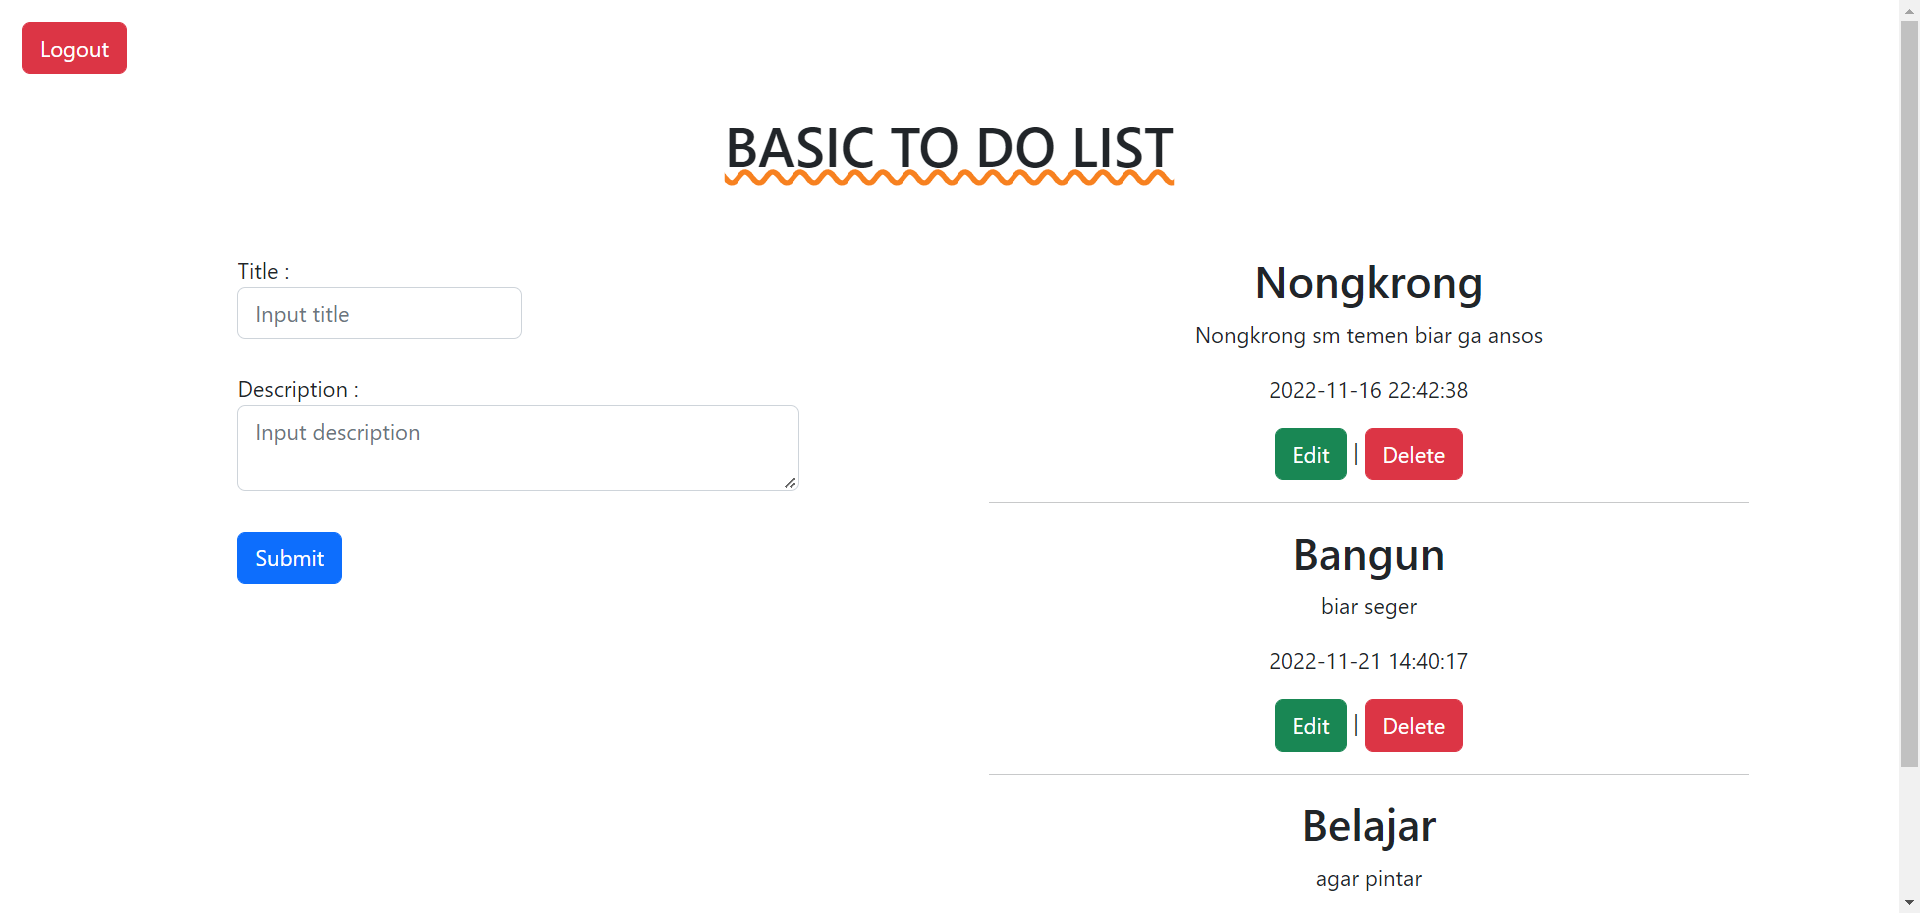 Logout
BASIC TO DO LIST
Title :
Input title
Description :
Input description
Submit
Nongkrong
Nongkrong sm temen biar ga ansos
2022-11-16 22:42:38
Edit | Delete
Bangun
biar seger
2022-11-21 14:40:17
Edit | Delete
Belajar
agar pintar